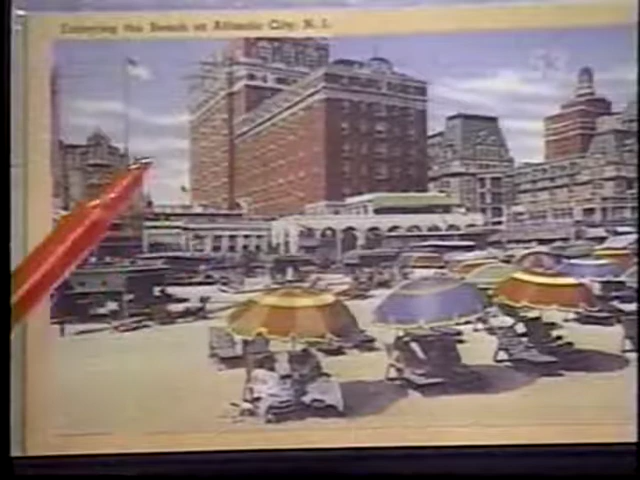 Enjoying the Beach at Atlantic City, N. J.